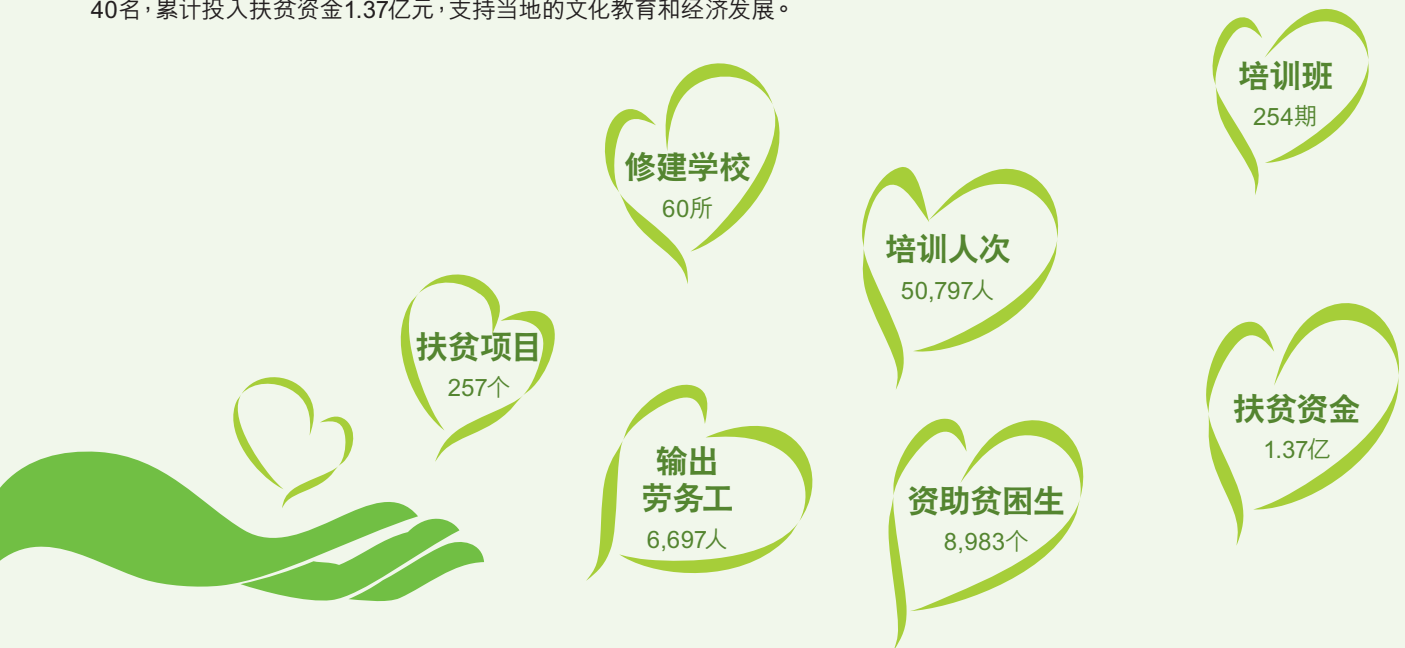 40名，累计投入扶贫资金1.37亿元，支持当地的文化教育和经济发展。
培训班
254期
修建学校
60所
培训人次
50,797人
扶贫项目
257个
扶贫资金
1.37亿
输出
劳务工
6,697人
资助贫困生
8,983个